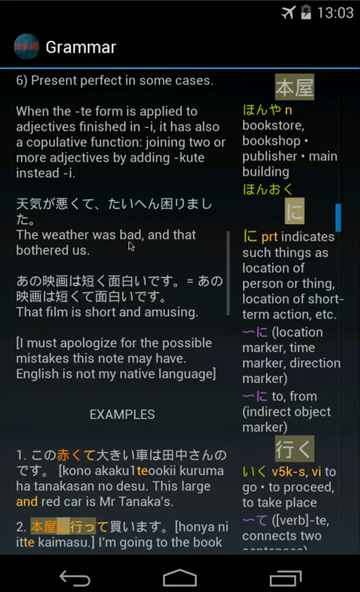 13:03
Grammar
6) Present perfect in some cases.
When the -te form is applied to
adjectives finished in -i, it has also
a copulative function: joining two or
more adjectives by adding -kute
instead -i.
天気が悪くて、たいへん困りまし
た。
The weather was bad, and that
bothered us.
あの映画は短く面白いです。= あの
映画は短くて面白いです。
That film is short and amusing.
[I must apologize for the possible
mistakes this note may have.
English is not my native language]
EXAMPLES
1. この赤くて大きい車は田中さんの
です。 [kono akaku1teookii kuruma
ha tanakasan no desu. This large
and red car is Mr Tanaka's.
2. 本屋に行って買います。[honya ni
itte kaimasu.] I'm going to the book
本屋
ほんや n
bookstore,
bookshop •
publisher • main
building
ほんおく
に
に prt indicates
such things as
location of
person or thing,
location of short-
term action, etc.
〜に (location
marker, time
marker, direction
marker)
〜に to, from
(indirect object
marker)
行く
いく v5k-s, vi to
go • to proceed,
to take place
〜て [verb]-te,
connects two
sentences)